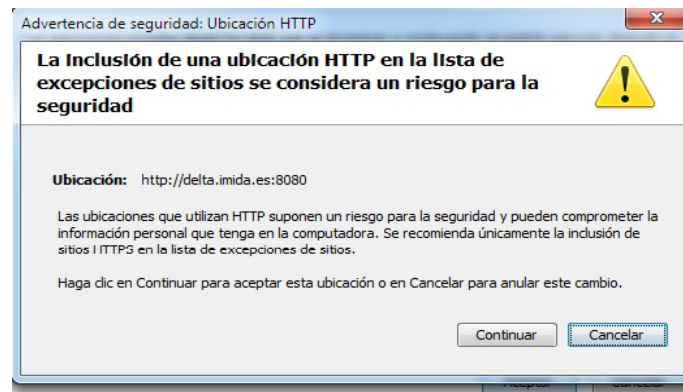 Advertencia de seguridad: Ubicación HTTP
La inclusión de una ubicación HTTP en la lista de
excepciones de sitios se considera un riesgo para la
seguridad
Ubicación: http://delta.imida.es:8080
Las ubicaciones que utilizan HTTP suponen un riesgo para la seguridad y pueden comprometer la
información personal que tenga en la computadora. Se recomienda únicamente la inclusión de
sitios HTTPS en la lista de excepciones de sitios.
Haga clic en Continuar para aceptar esta ubicación o en Cancelar para anular este cambio.
Continuar Cancelar
Aceptar Cancelar